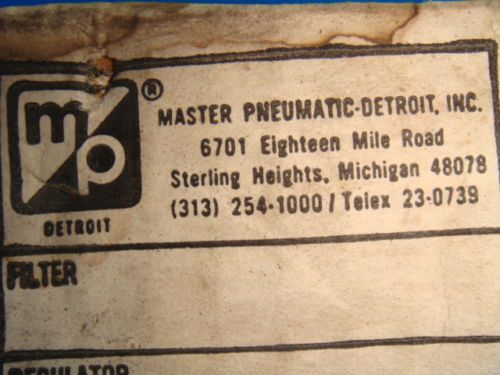 m
p
®
DETROIT
MASTER PNEUMATIC-DETROIT, INC.
6701 Eighteen Mile Road
Sterling Heights, Michigan 48078
(313) 254-1000 / Telex 23-0739
FILTER
REGULATOR